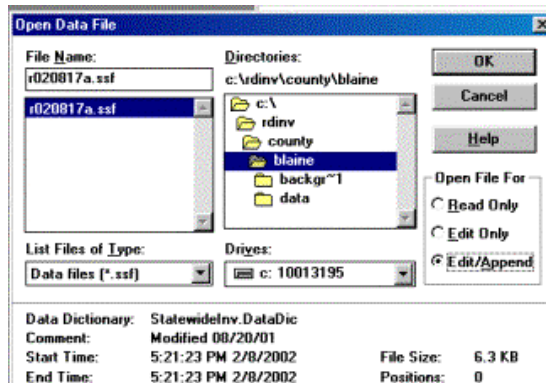 Open Data File
File Name:
r020817a.ssf
r020817a.ssf
List Files of Type:
Data files (*.ssf)
Directories:
c:\rdinv\county\blaine
c:\
rdinv
county
blaine
backgr~1
data
Drives:
c: 10013195
OK
Cancel
Help
Open File For
Read Only
Edit Only
Edit/Append
Data Dictionary: StatewideInv.DataDic
Comment: Modified 08/20/01
Start Time: 5:21:23 PM 2/8/2002 File Size: 6.3 KB
End Time: 5:21:23 PM 2/8/2002 Positions: 0